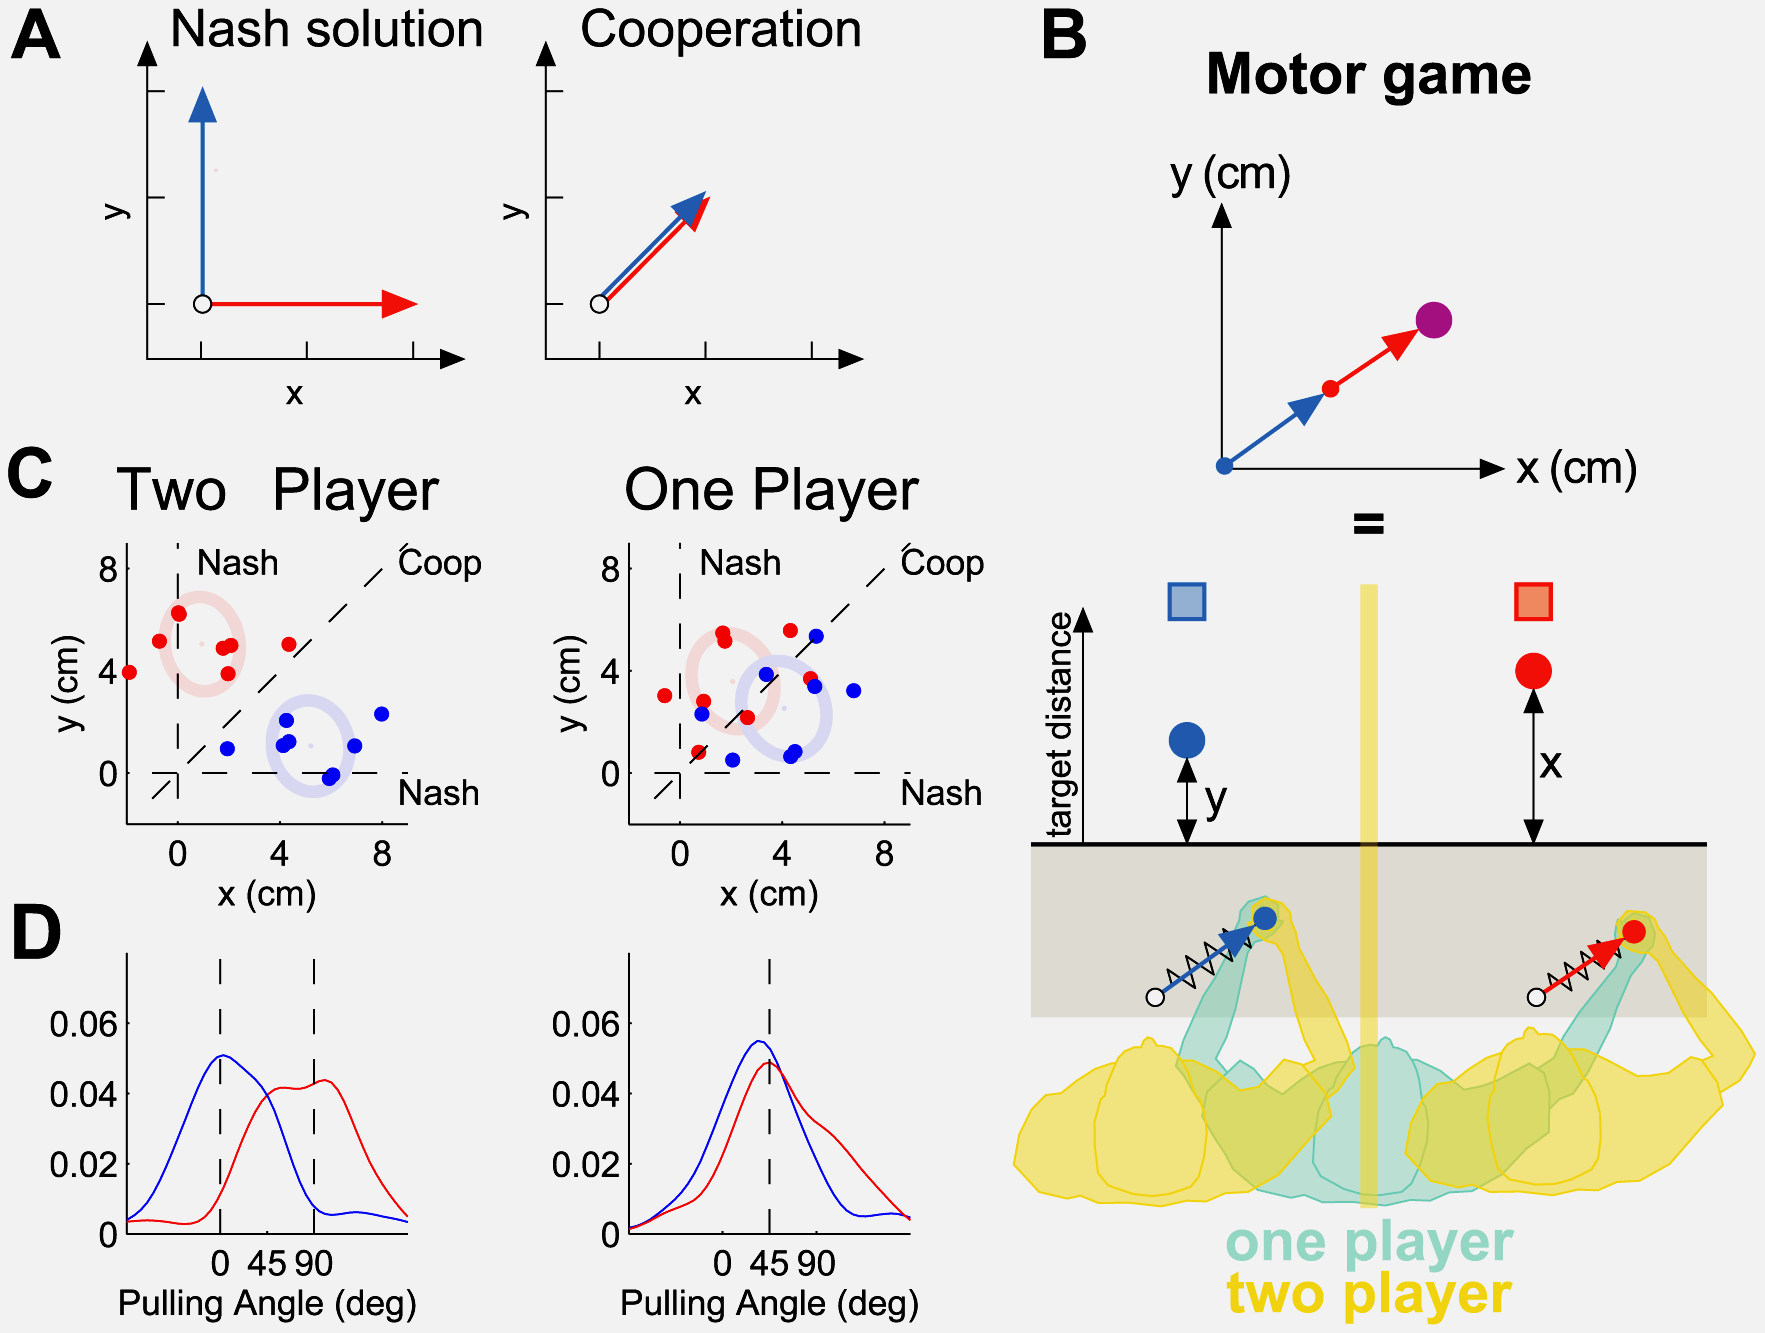 A
Nash solution
y
x
Cooperation
y
x
B
Motor game
y (cm)
x (cm)
=
target distance
y
x
one player
two player
C
Two Player
Nash
Coop
8
4
0
y (cm)
Nash
0 4 8
x (cm)
One Player
Nash
Coop
8
4
0
y (cm)
Nash
0 4 8
x (cm)
D
0.06
0.04
0.02
0
0 45 90
Pulling Angle (deg)
0.06
0.04
0.02
0
0 45 90
Pulling Angle (deg)